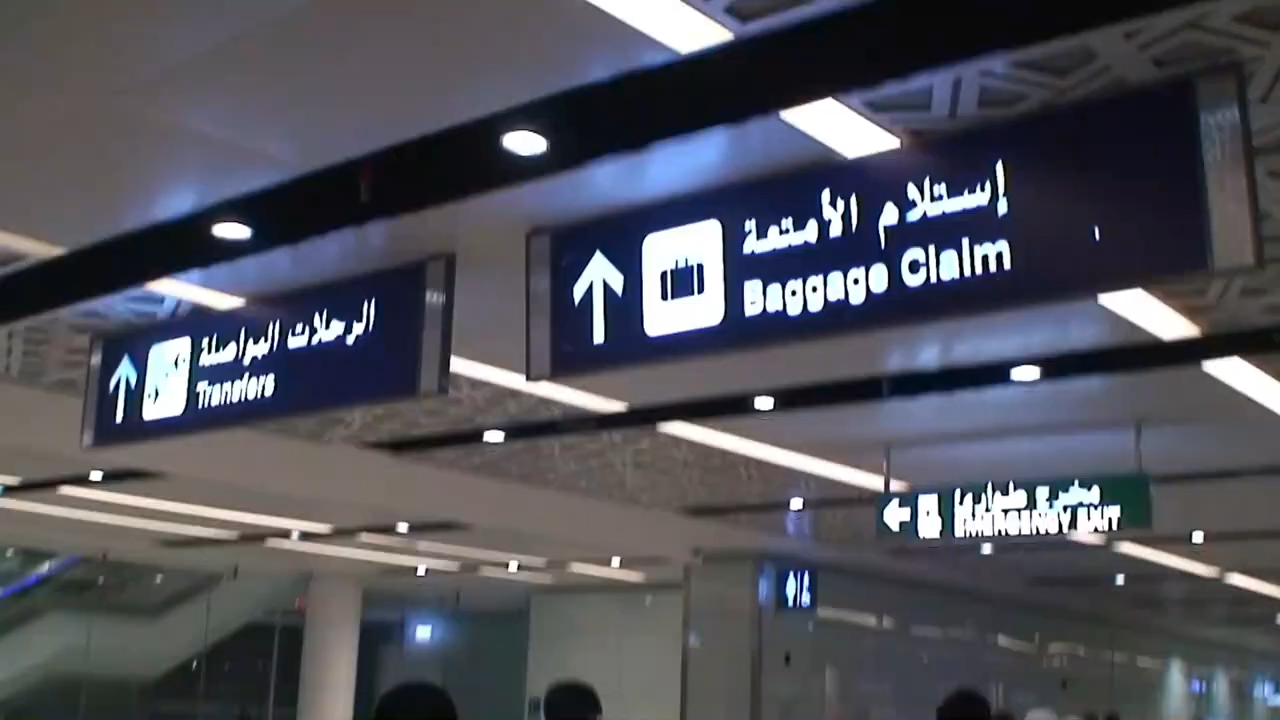 إستلام الأمتعة
Baggage Claim
الرحلات المواصلة
Transfers
مخرج طوارئ
EMERGENCY EXIT